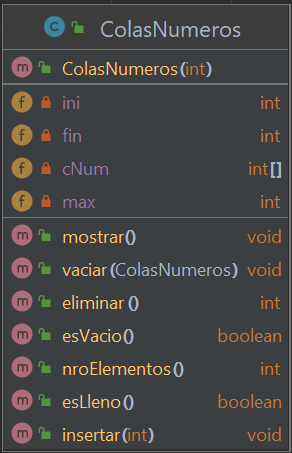 C ColasNumeros
m ColasNumeros(int)
f ini int
f fin int
f cNum int[]
f max int
m mostrar() void
m vaciar(ColasNumeros) void
m eliminar () int
m esVacio() boolean
m nroElementos() int
m esLleno() boolean
m insertar(int) void